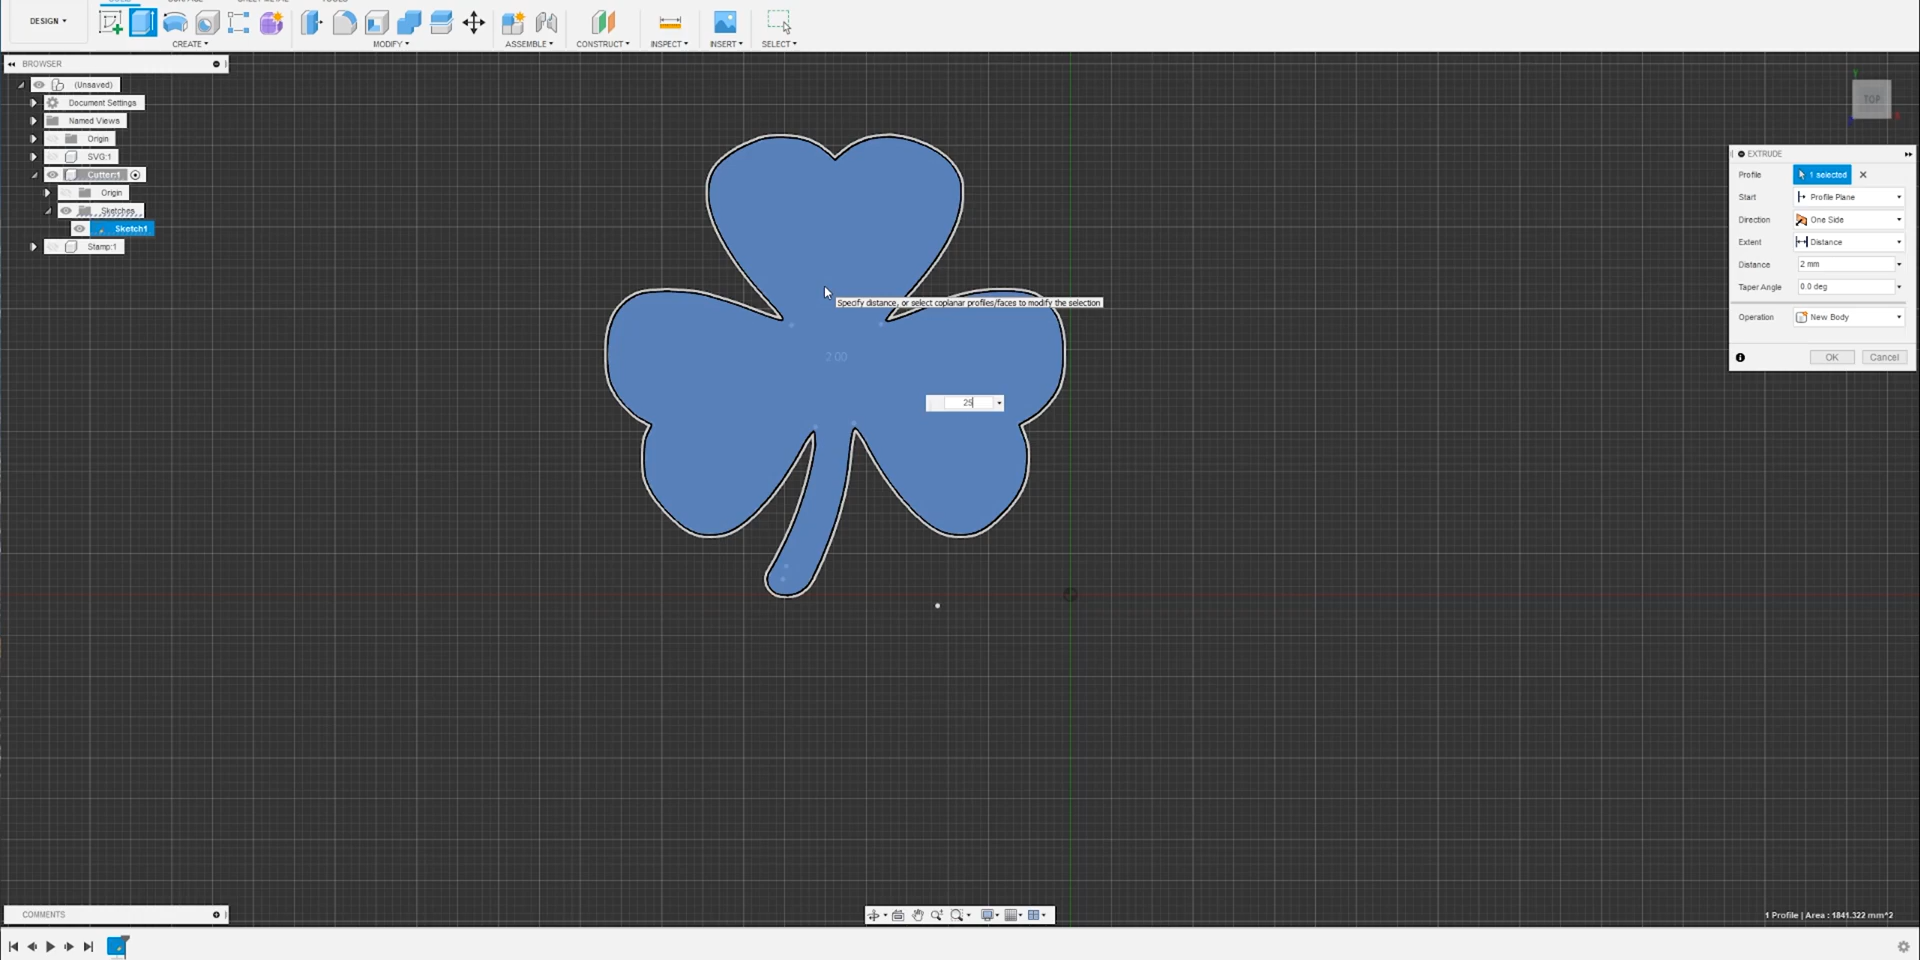 DESIGN
CREATE
MODIFY
ASSEMBLE
CONSTRUCT
INSPECT
INSERT
SELECT
BROWSER
(Unsaved)
Document Settings
Named Views
Origin
SVG:1
Cutter:1
Origin
Sketches
Sketch1
Stamp:1
TOP
Y
X
EXTRUDE
Profile
1 selected
Start
Profile Plane
Direction
One Side
Extent
Distance
Distance
2 mm
Taper Angle
0.0 deg
Operation
New Body
OK
Cancel
Specify distance, or select coplanar profiles/faces to modify the selection
2.00
25
COMMENTS
1 Profile | Area : 1841.322 mm^2